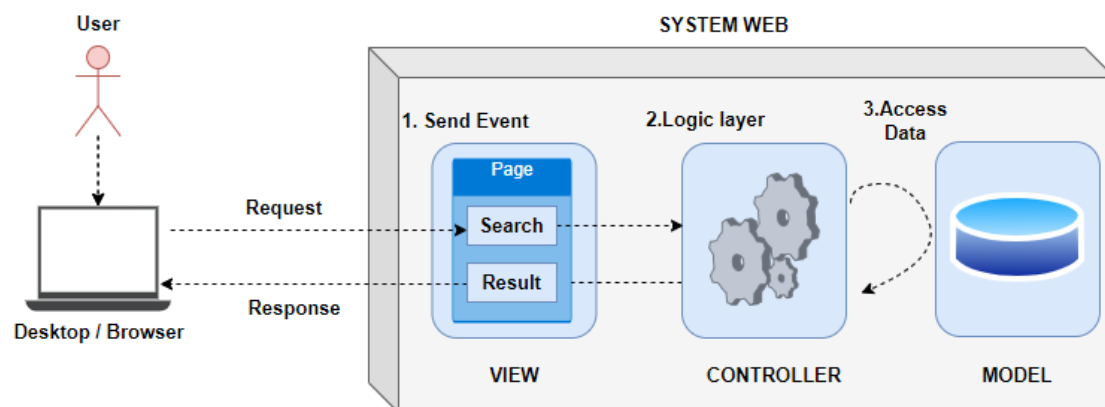 User
SYSTEM WEB
1. Send Event
2.Logic layer
3.Access
Data
Page
Request
Search
Result
Response
Desktop / Browser
VIEW
CONTROLLER
MODEL